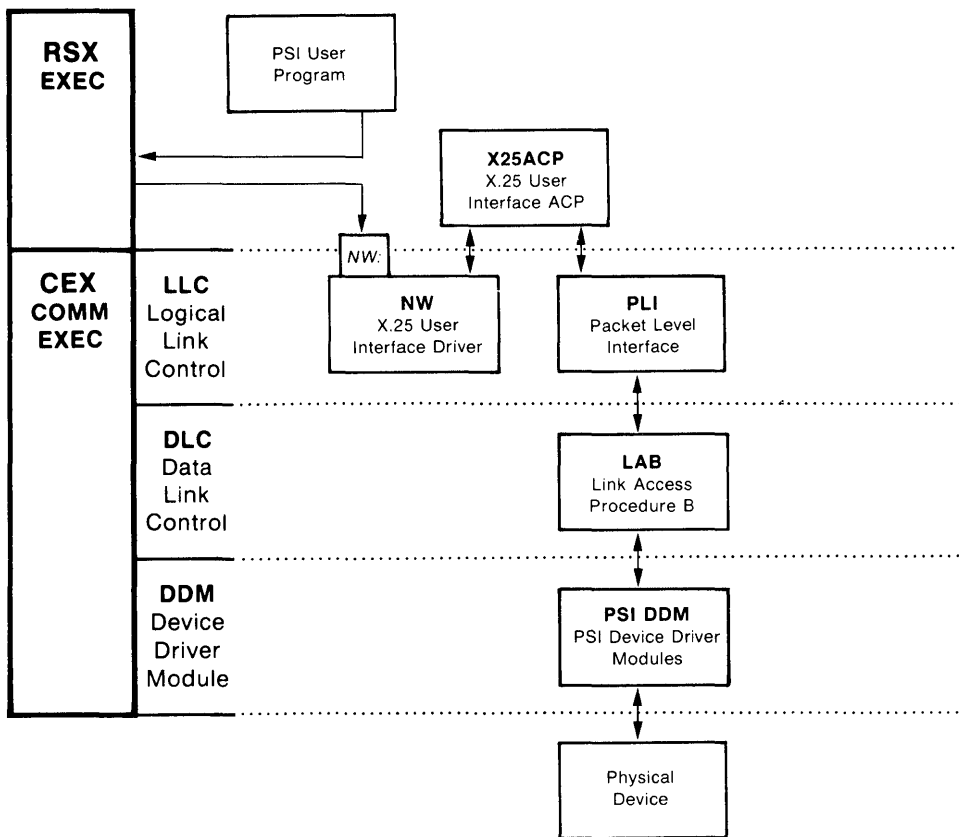 RSX
EXEC
PSI User
Program
X25ACP
X.25 User
Interface ACP
CEX
COMM
EXEC
LLC
Logical
Link
Control
NW:
NW
X.25 User
Interface Driver
PLI
Packet Level
Interface
DLC
Data
Link
Control
LAB
Link Access
Procedure B
DDM
Device
Driver
Module
PSI DDM
PSI Device Driver
Modules
Physical
Device